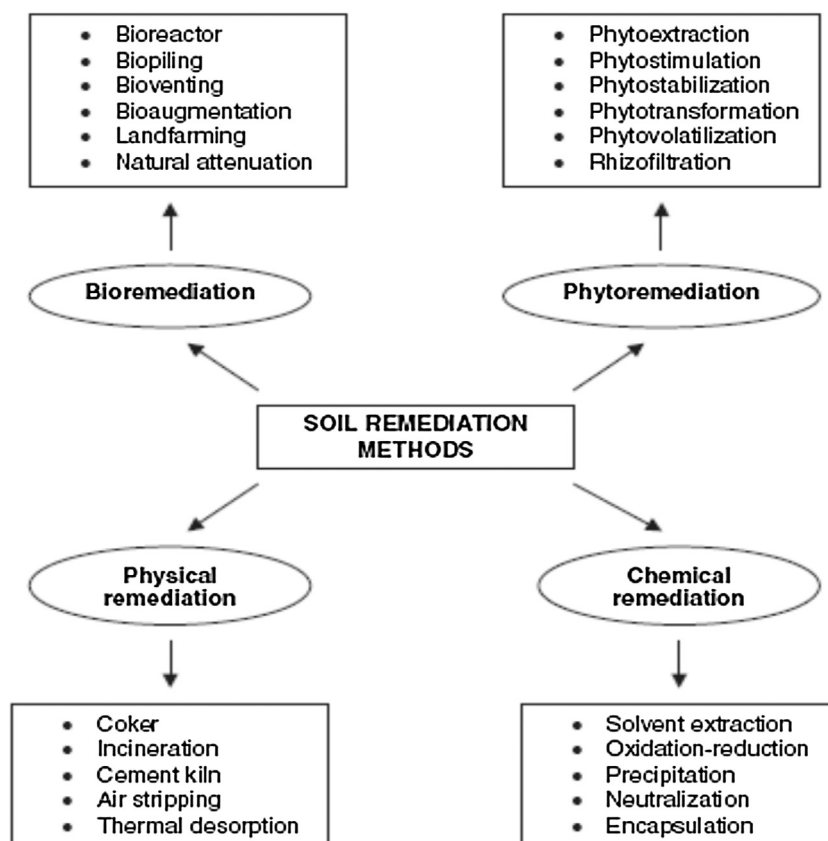 • Bioreactor
• Biopiling
• Bioventing
• Bioaugmentation
• Landfarming
• Natural attenuation
• Phytoextraction
• Phytostimulation
• Phytostabilization
• Phytotransformation
• Phytovolatilization
• Rhizofiltration
Bioremediation
Phytoremediation
SOIL REMEDIATION
METHODS
Physical
remediation
Chemical
remediation
• Coker
• Incineration
• Cement kiln
• Air stripping
• Thermal desorption
• Solvent extraction
• Oxidation-reduction
• Precipitation
• Neutralization
• Encapsulation